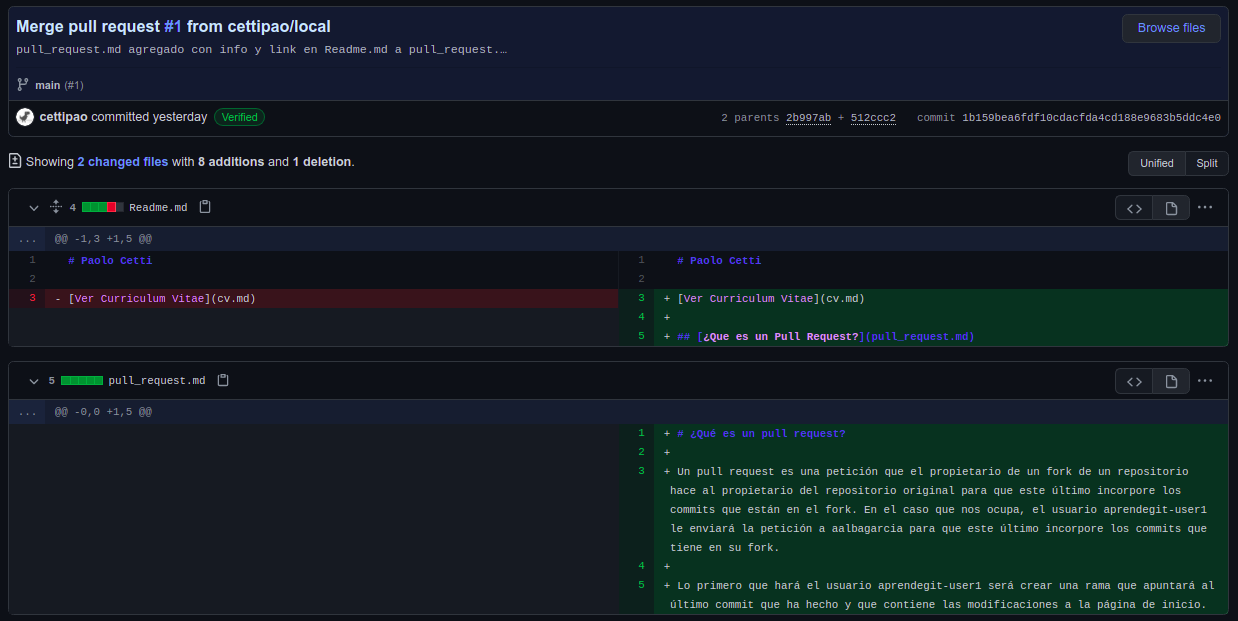 Merge pull request #1 from cettipao/local
Browse files
pull_request.md agregado con info y link en Readme.md a pull_request.…
main (#1)
cettipao committed yesterday Verified
2 parents 2b997ab + 512ccc2 commit 1b159bea6fdf10cdacfda4cd188e9683b5ddc4e0
Showing 2 changed files with 8 additions and 1 deletion.
Unified Split
4 Readme.md
... @@ -1,3 +1,5 @@
1 # Paolo Cetti 1 # Paolo Cetti
2 2
3 - [Ver Curriculum Vitae](cv.md) 3 + [Ver Curriculum Vitae](cv.md)
4 +
5 + ## [¿Que es un Pull Request?](pull_request.md)
5 pull_request.md
... @@ -0,0 +1,5 @@
1 + # ¿Qué es un pull request?
2 +
3 + Un pull request es una petición que el propietario de un fork de un repositorio
hace al propietario del repositorio original para que este último incorpore los
commits que están en el fork. En el caso que nos ocupa, el usuario aprendegit-user1
le enviará la petición a aalbagarcia para que este último incorpore los commits que
tiene en su fork.
4 +
5 + Lo primero que hará el usuario aprendegit-user1 será crear una rama que apuntará al
último commit que ha hecho y que contiene las modificaciones a la página de inicio.